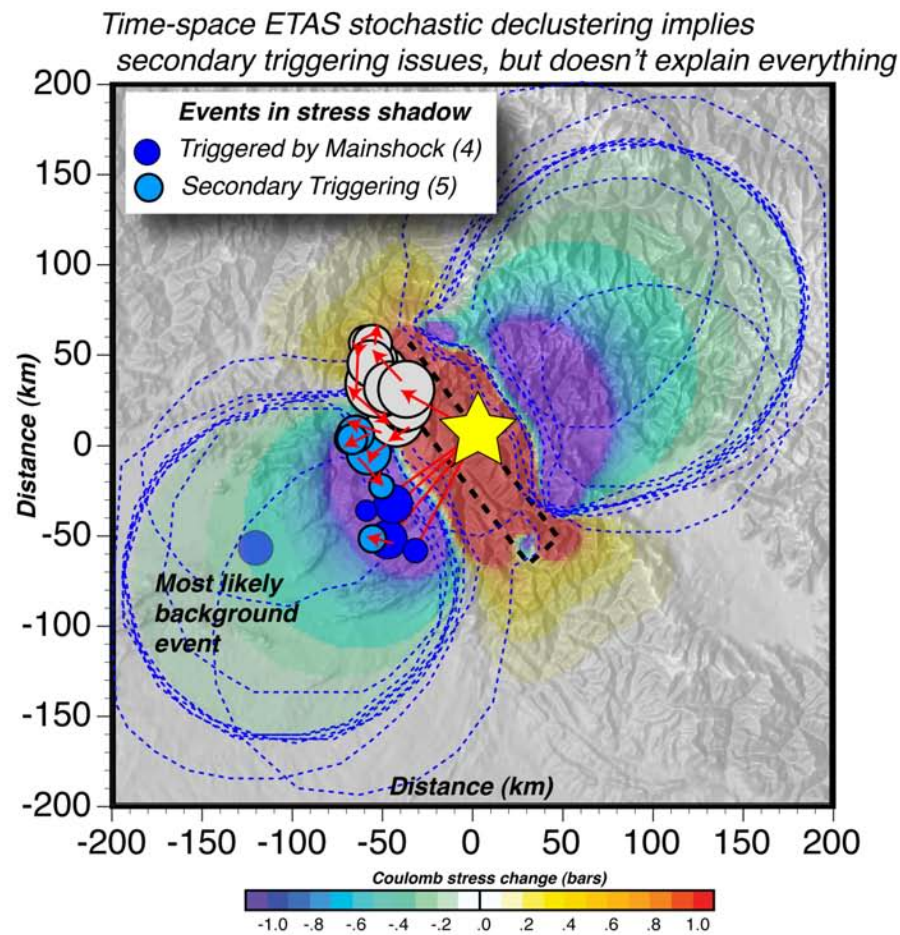 Time-space ETAS stochastic declustering implies
secondary triggering issues, but doesn't explain everything
Events in stress shadow
Triggered by Mainshock (4)
Secondary Triggering (5)
200
150
100
50
0
-50
-100
-150
-200
Distance (km)
Most likely
background
event
Distance (km)
-200 -150 -100 -50 0 50 100 150 200
Coulomb stress change (bars)
-1.0 -.8 -.6 -.4 -.2 .0 .2 .4 .6 .8 1.0